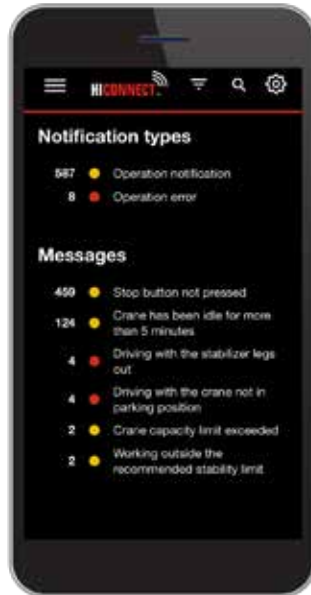 HICONNECT
Notification types
587 Operation notification
8 Operation error
Messages
459 Stop button not pressed
124 Crane has been idle for more
than 5 minutes
4 Driving with the stabilizer legs
out
4 Driving with the crane not in
parking position
2 Crane capacity limit exceeded
2 Working outside the
recommended stability limit